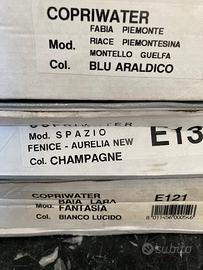 COPRIWATER
FABIA PIEMONTE
Mod. RIACE PIEMONTESINA
MONTELLO GUELFA
Col. BLU ARALDICO
COPRIWATER
Mod. SPAZIO E13
FENICE - AURELIA NEW
Col. CHAMPAGNE
COPRIWATER E121
BAIA LARA
Mod. FANTASIA
Col. BIANCO LUCIDO
subito